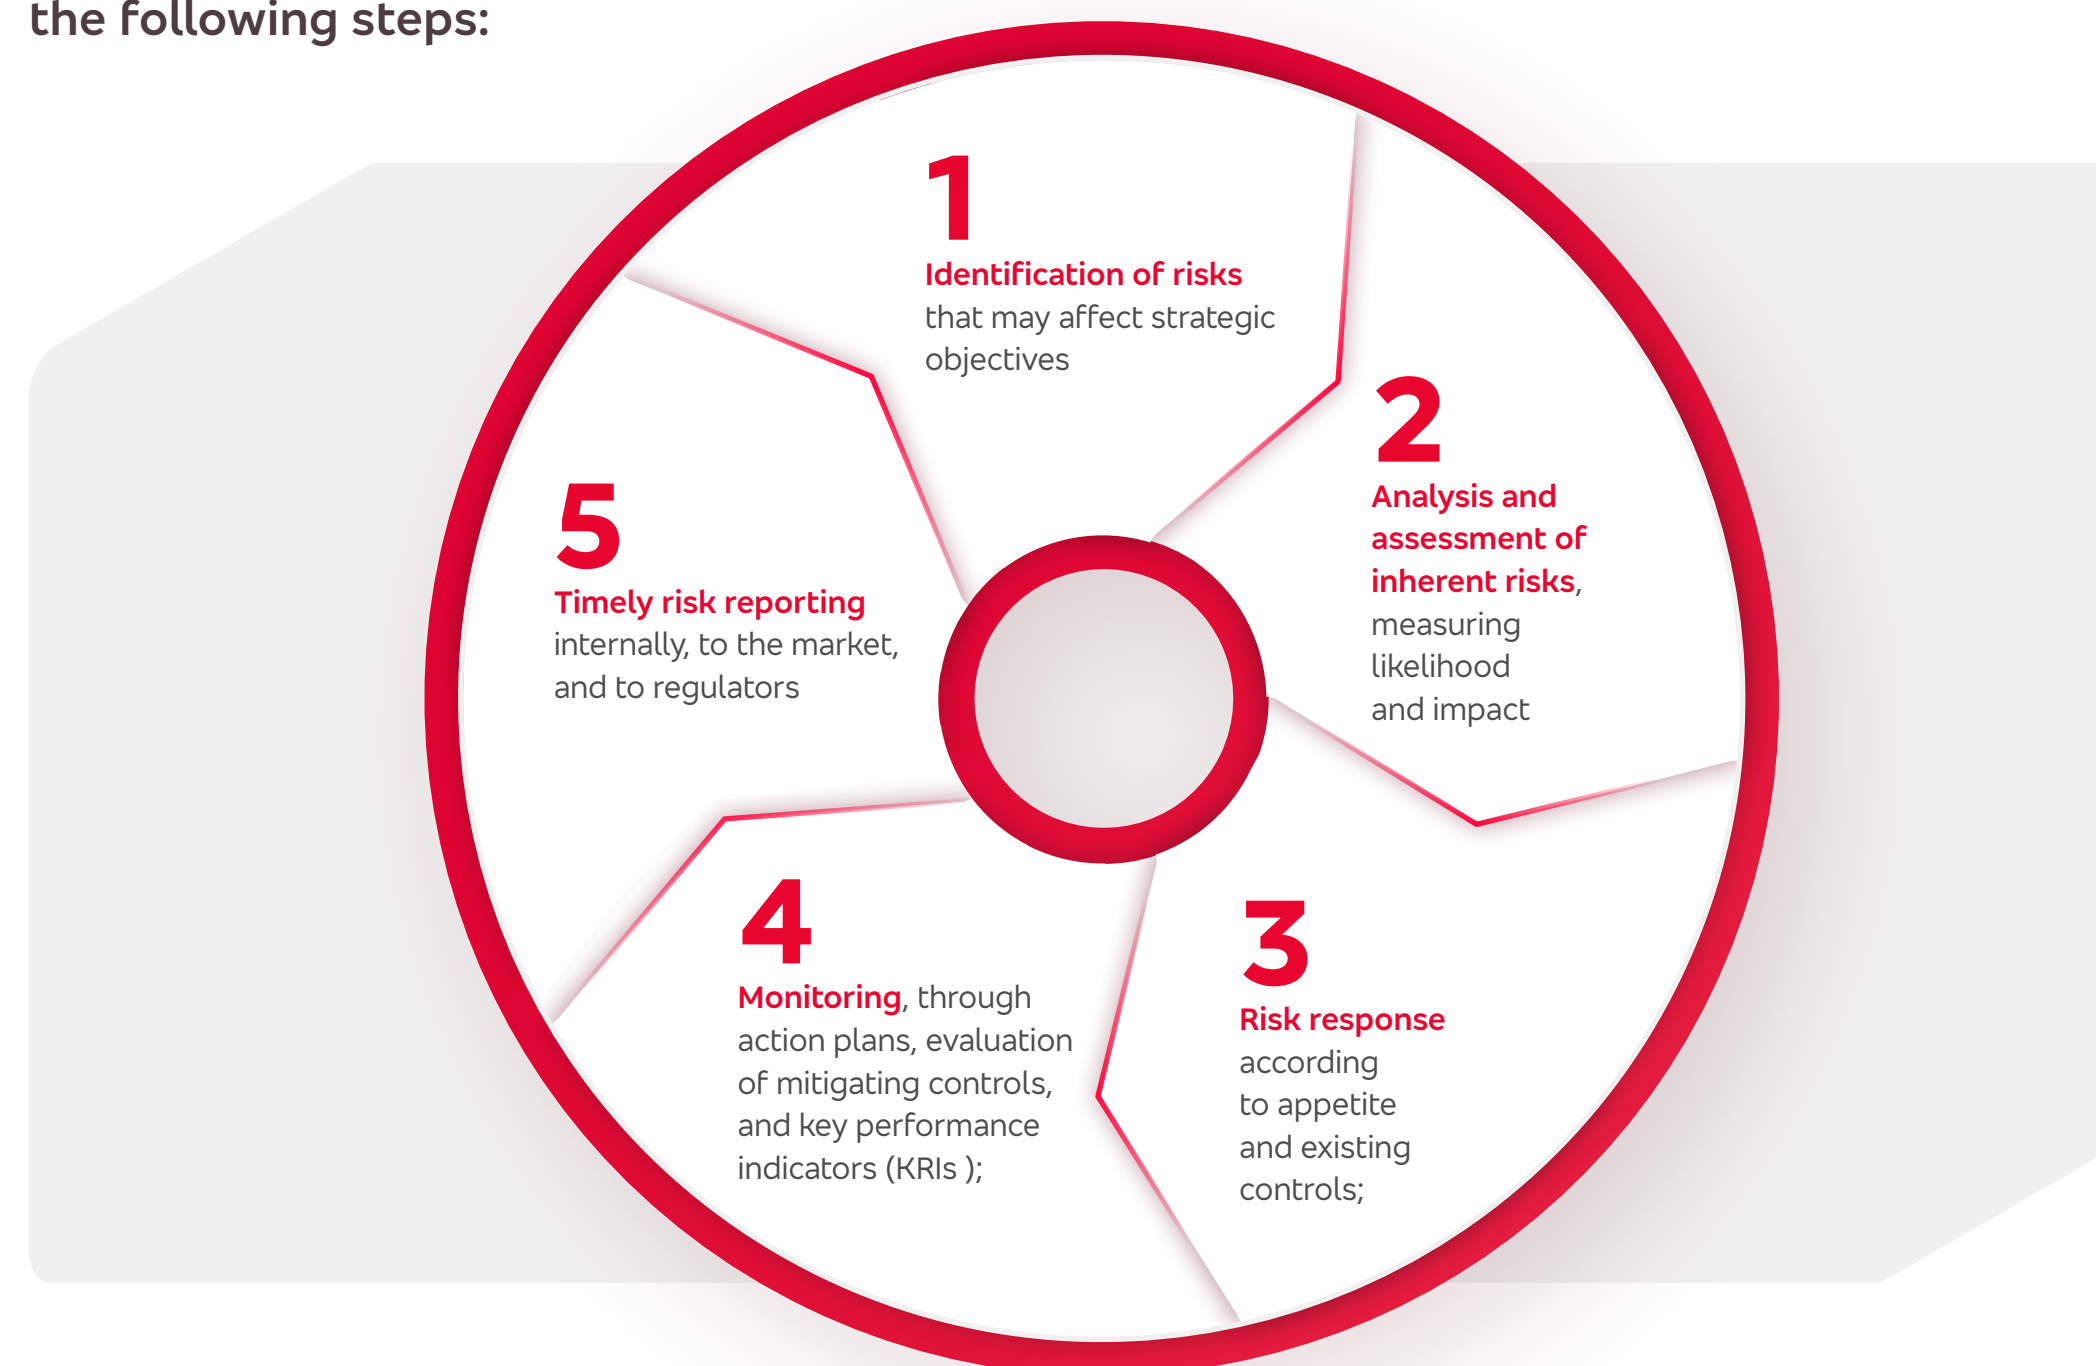 the following steps:
1
Identification of risks
that may affect strategic
objectives
2
Analysis and
assessment of
inherent risks,
measuring
likelihood
and impact
3
Risk response
according
to appetite
and existing
controls;
4
Monitoring, through
action plans, evaluation
of mitigating controls,
and key performance
indicators (KRIs );
5
Timely risk reporting
internally, to the market,
and to regulators